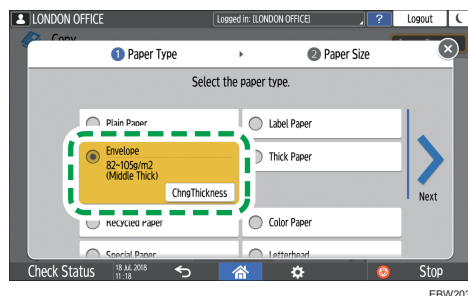 LONDON OFFICE
Logged in: [LONDON OFFICE]
?
Logout
Copy
1 Paper Type
2 Paper Size
Select the paper type.
Plain Paper
Label Paper
Envelope
82~105g/m2
(Middle Thick)
ChngThickness
Thick Paper
Next
Recycled Paper
Color Paper
Special Paper
Letterhead
Check Status
18 Jul. 2018
11:18
Stop
EBW203